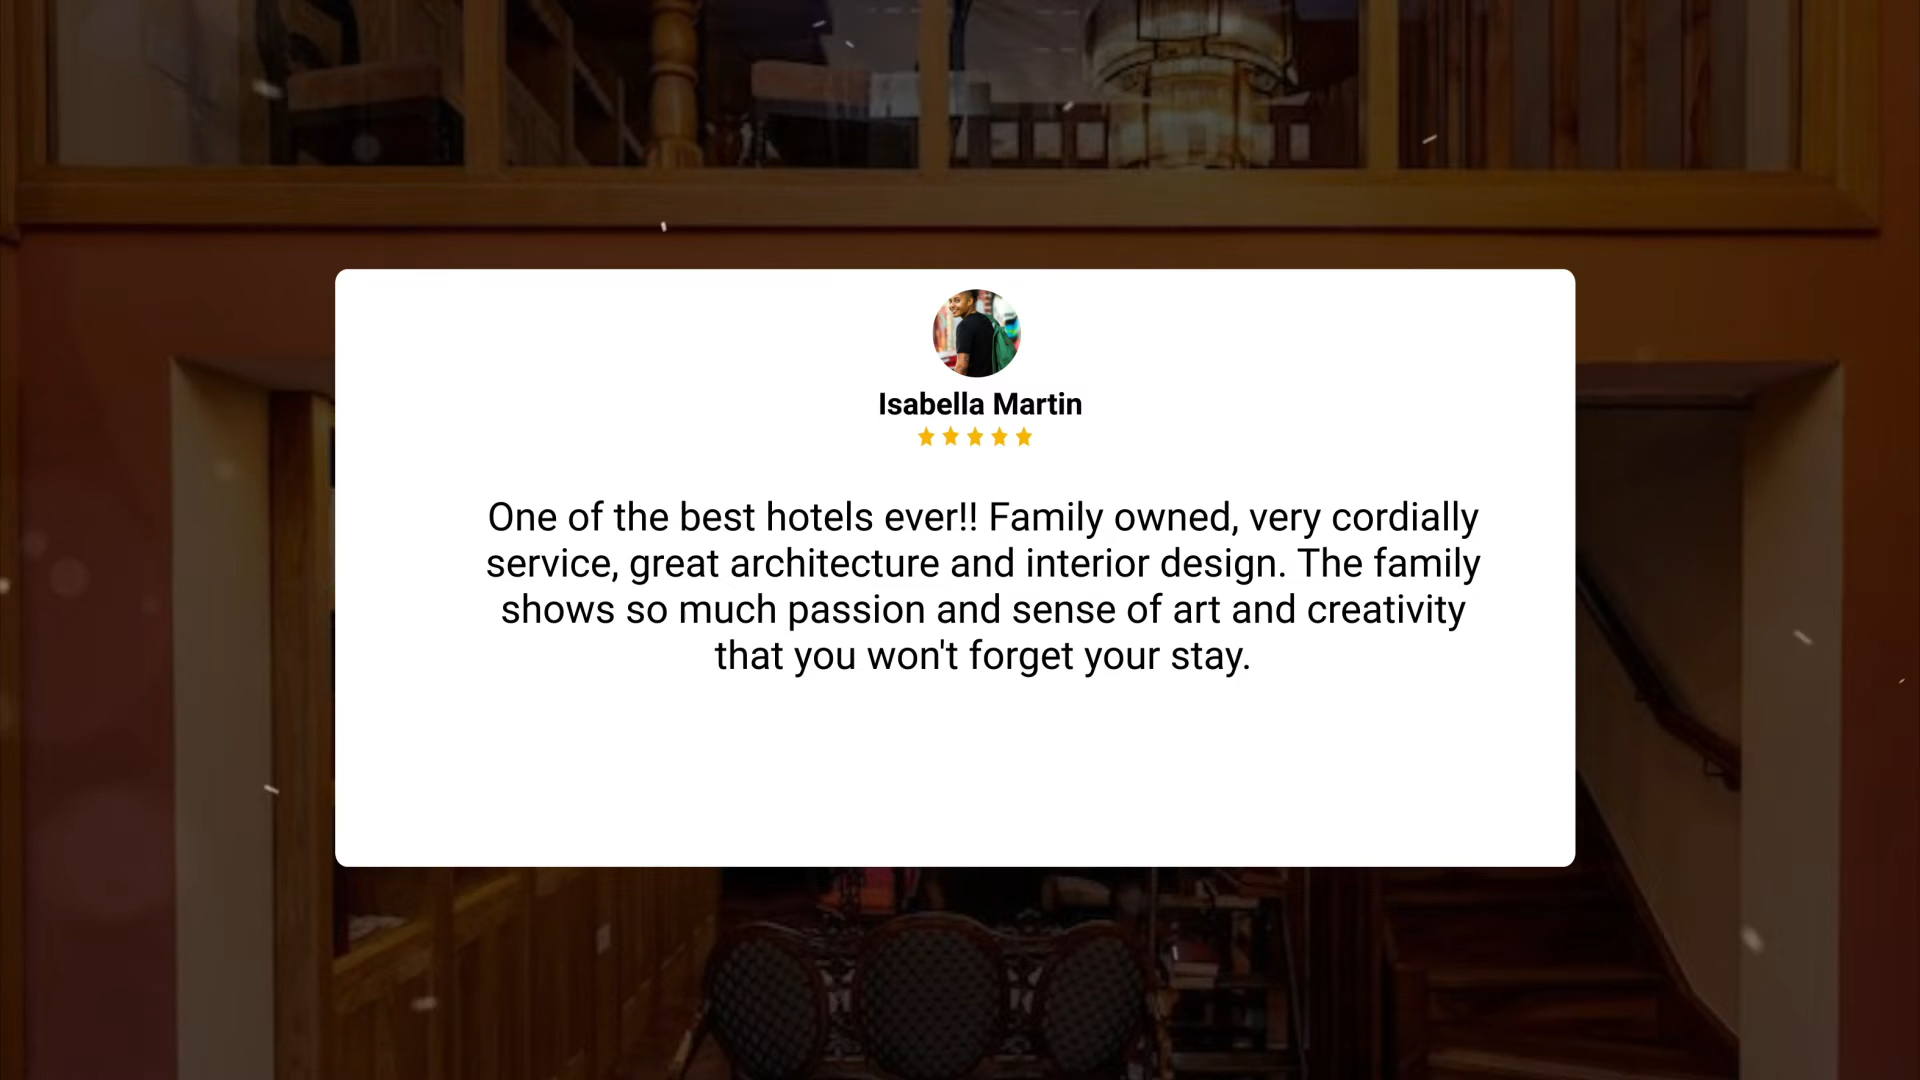 Isabella Martin
One of the best hotels ever!! Family owned, very cordially
service, great architecture and interior design. The family
shows so much passion and sense of art and creativity
that you won't forget your stay.